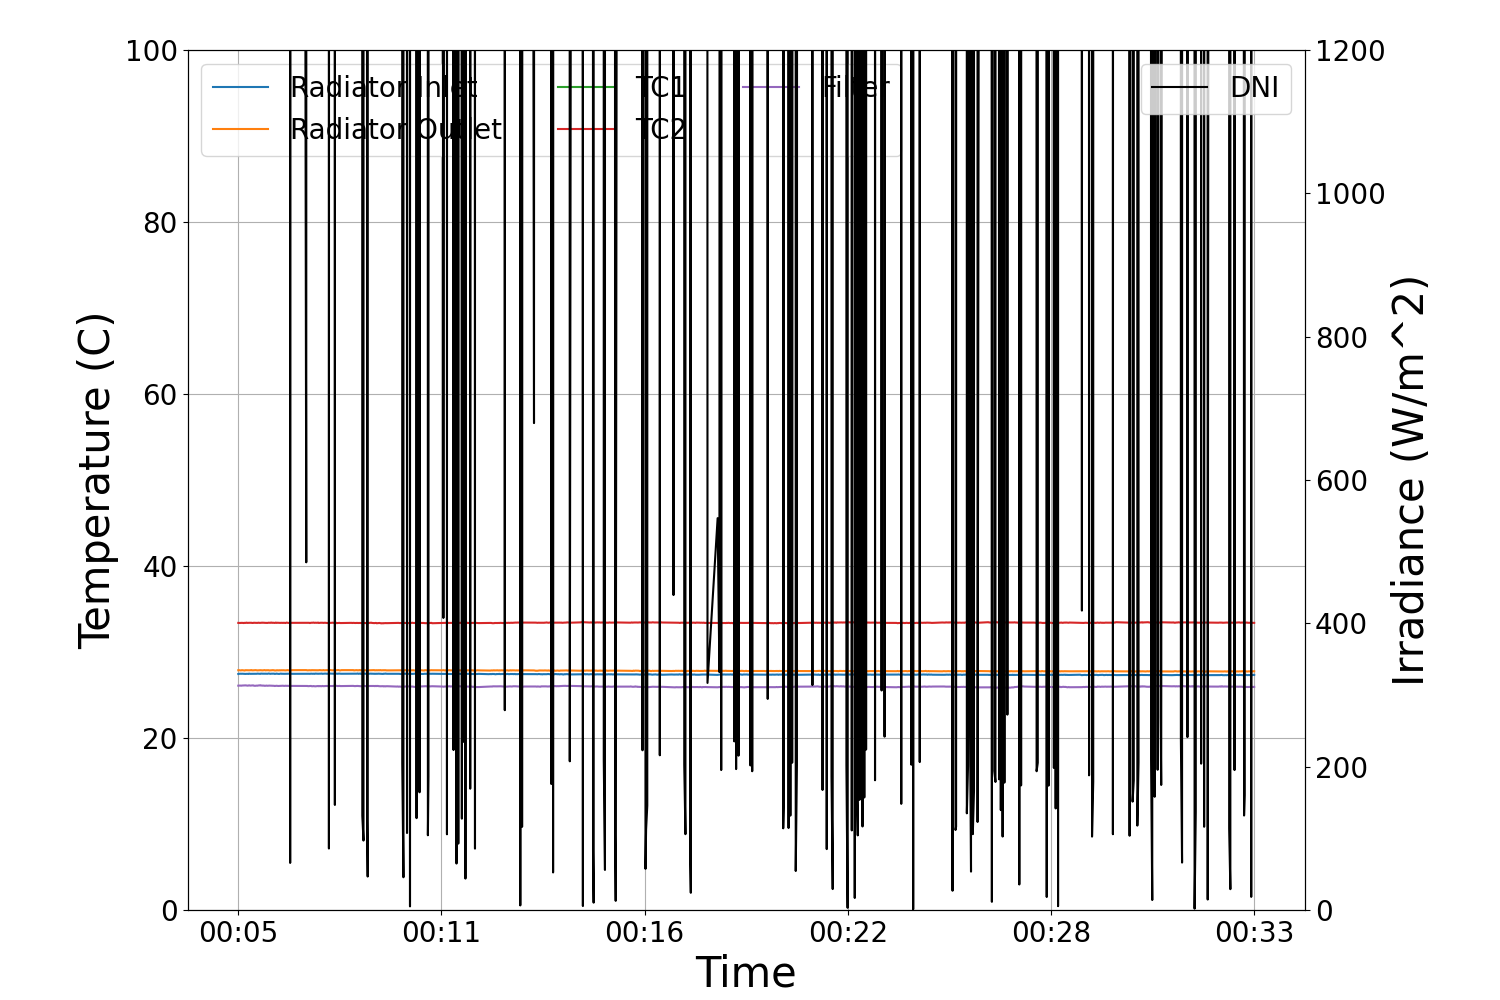 100
80
60
40
20
0
Temperature (C)
Radiator Inlet
Radiator Outlet
TC1
TC2
Filter
DNI
1200
1000
800
600
400
200
0
Irradiance (W/m^2)
00:05 00:11 00:16 00:22 00:28 00:33
Time